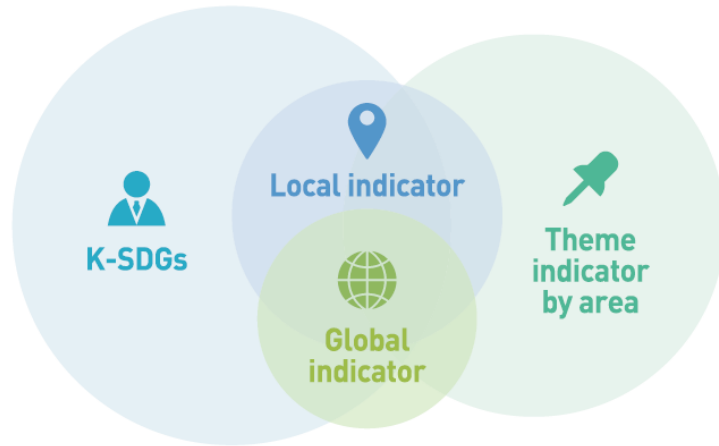 K-SDGs
Local indicator
Global
indicator
Theme
indicator
by area